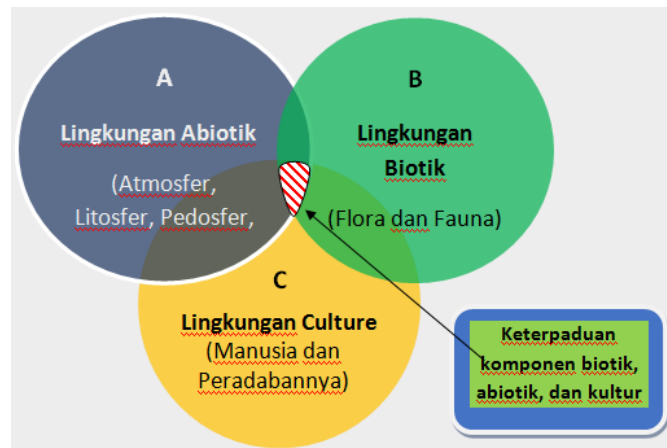 A
Lingkungan Abiotik
(Atmosfer,
Litosfer, Pedosfer,
B
Lingkungan
Biotik
(Flora dan Fauna)
C
Lingkungan Culture
(Manusia dan
Peradabannya)
Keterpaduan
komponen biotik,
abiotik, dan kultur